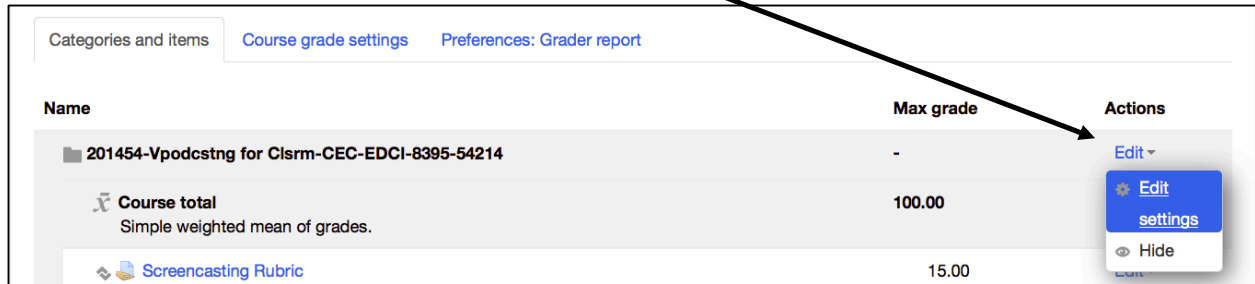 Categories and items Course grade settings Preferences: Grader report
Name Max grade Actions
201454-Vpodcstng for Clsrm-CEC-EDCI-8395-54214 - Edit
Course total 100.00 Edit
Simple weighted mean of grades. settings
Hide
Screencasting Rubric 15.00 Edit